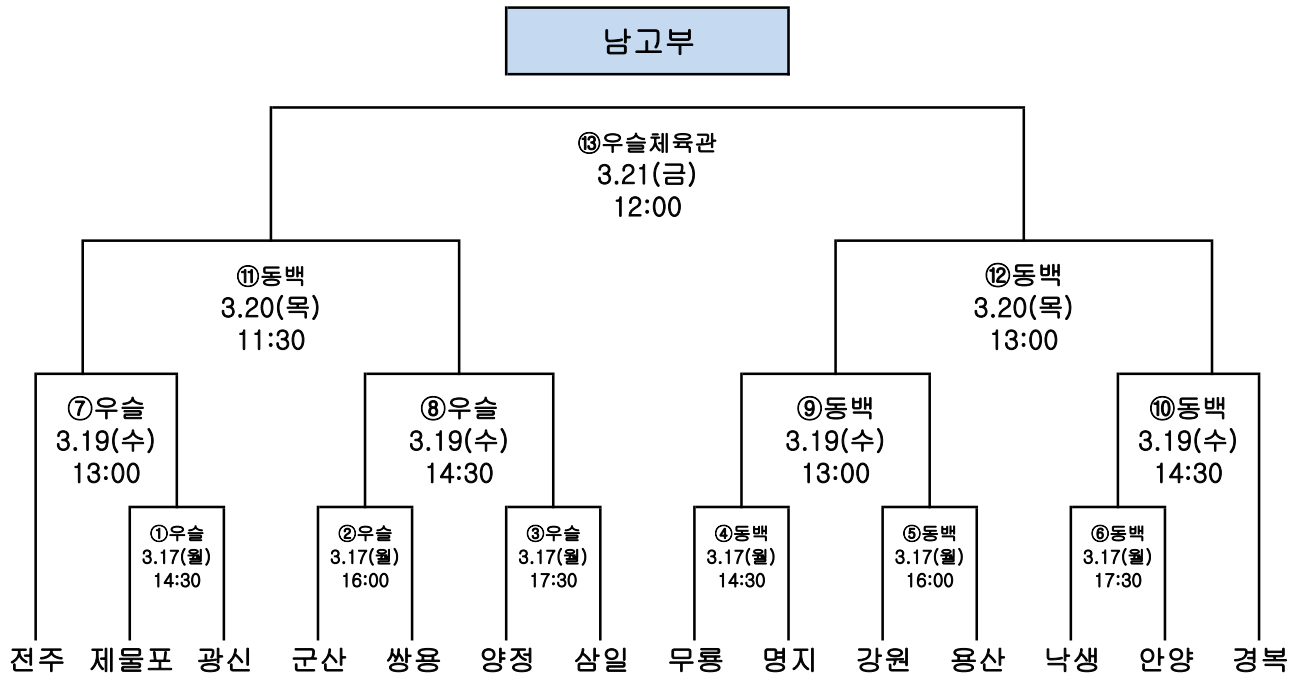 남고부
⑬우슬체육관
3.21(금)
12:00
⑪동백
3.20(목)
11:30
⑫동백
3.20(목)
13:00
⑦우슬
3.19(수)
13:00
⑧우슬
3.19(수)
14:30
⑨동백
3.19(수)
13:00
⑩동백
3.19(수)
14:30
①우슬
3.17(월)
14:30
②우슬
3.17(월)
16:00
③우슬
3.17(월)
17:30
④동백
3.17(월)
14:30
⑤동백
3.17(월)
16:00
⑥동백
3.17(월)
17:30
전주 제물포 광신 군산 쌍용 양정 삼일 무룡 명지 강원 용산 낙생 안양 경복